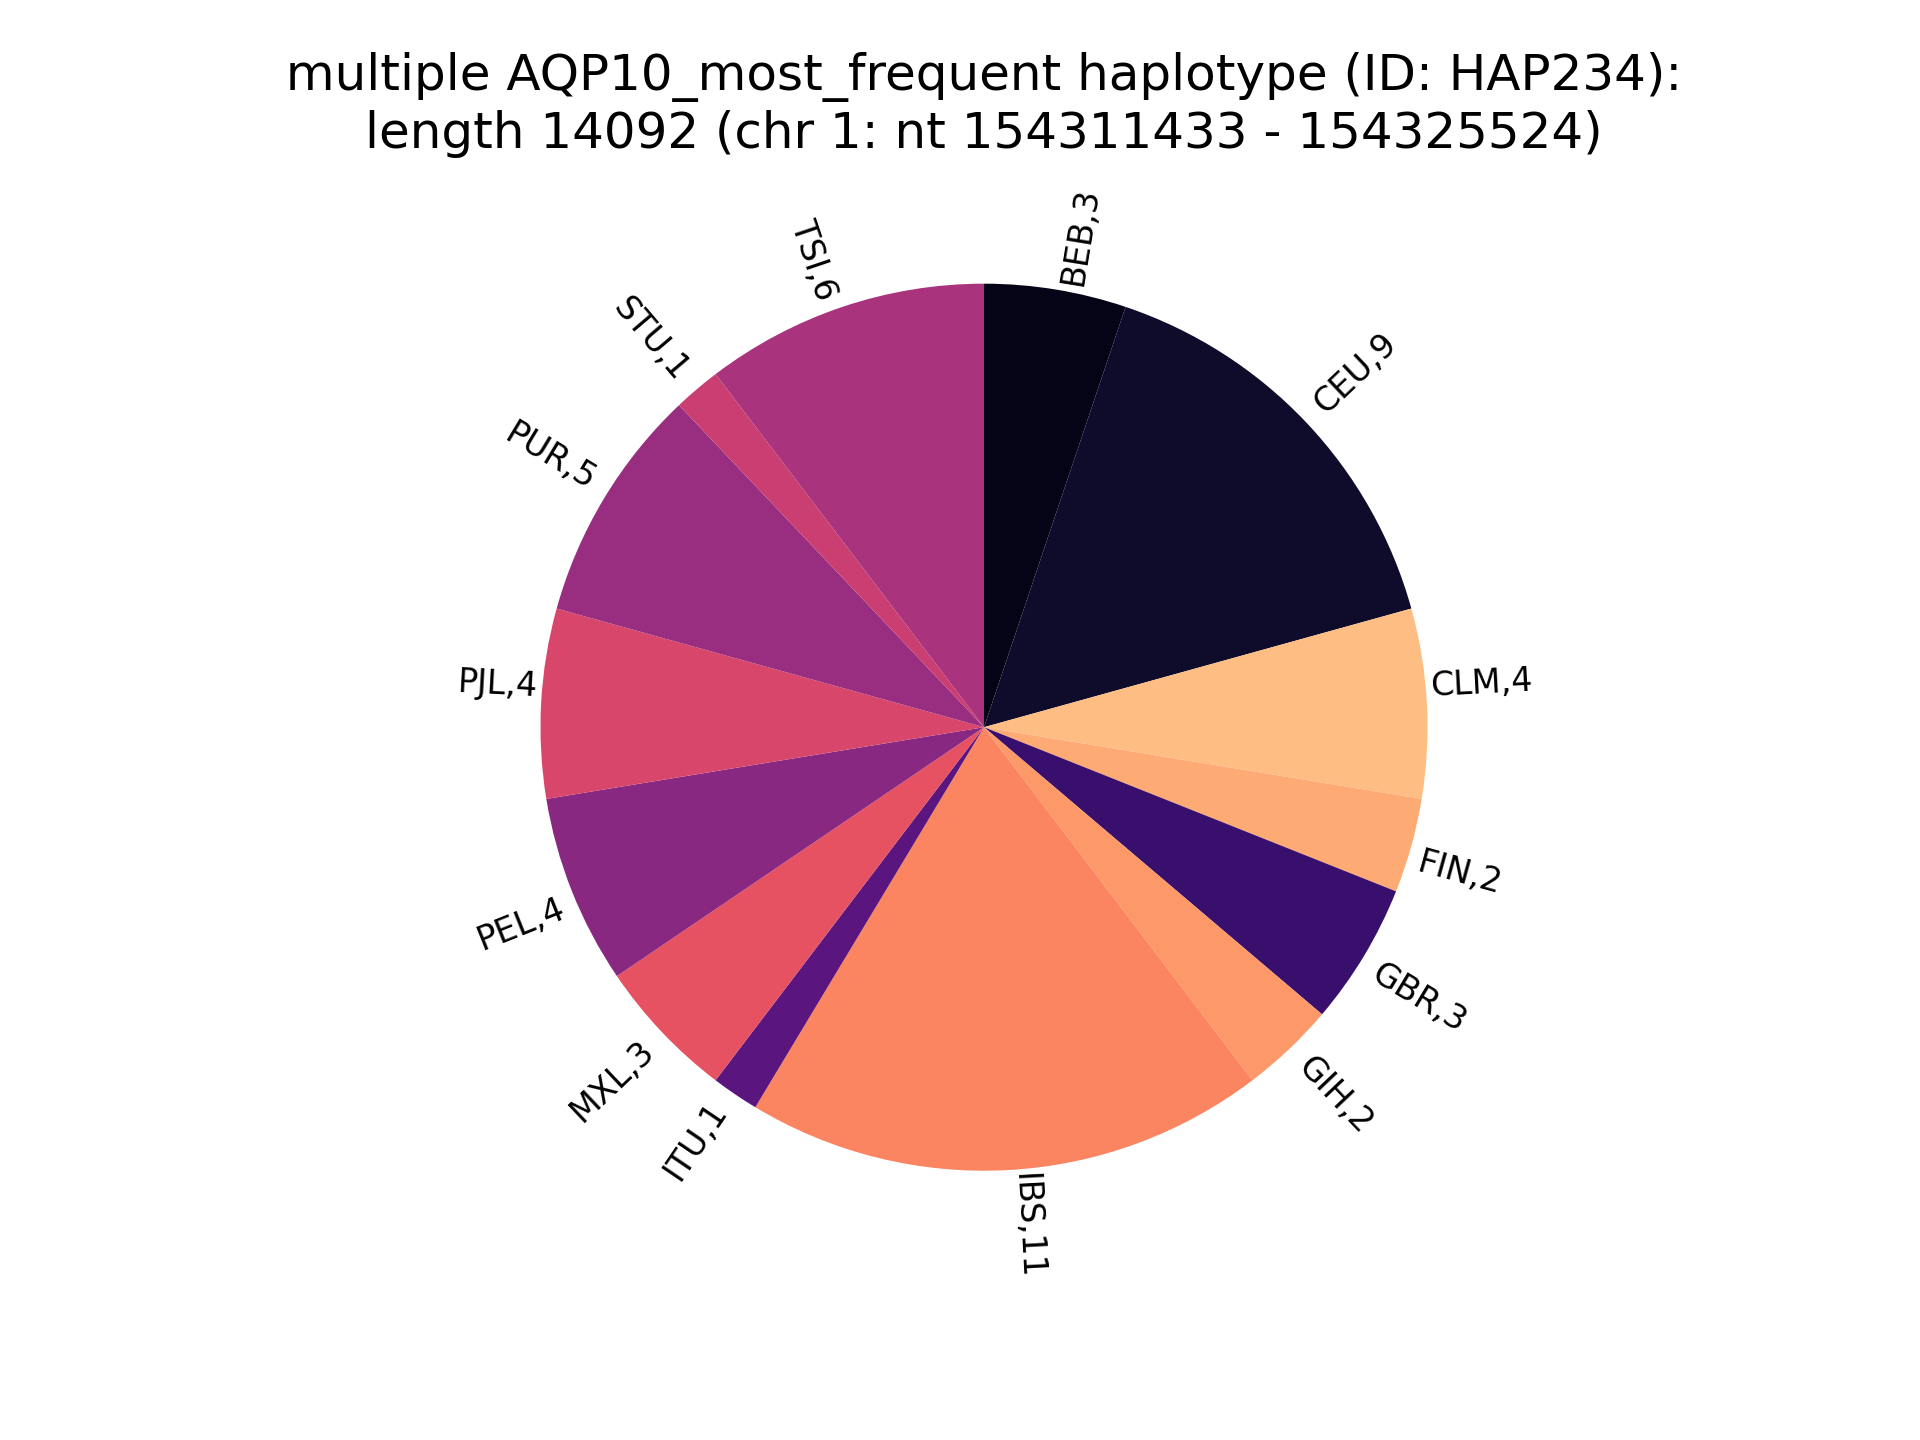 multiple AQP10_most_frequent haplotype (ID: HAP234):
length 14092 (chr 1: nt 154311433 - 154325524)
BEB,3
CEU,9
CLM,4
FIN,2
GBR,3
GIH,2
IBS,11
ITU,1
MXL,3
PEL,4
PJL,4
PUR,5
STU,1
TSI,6